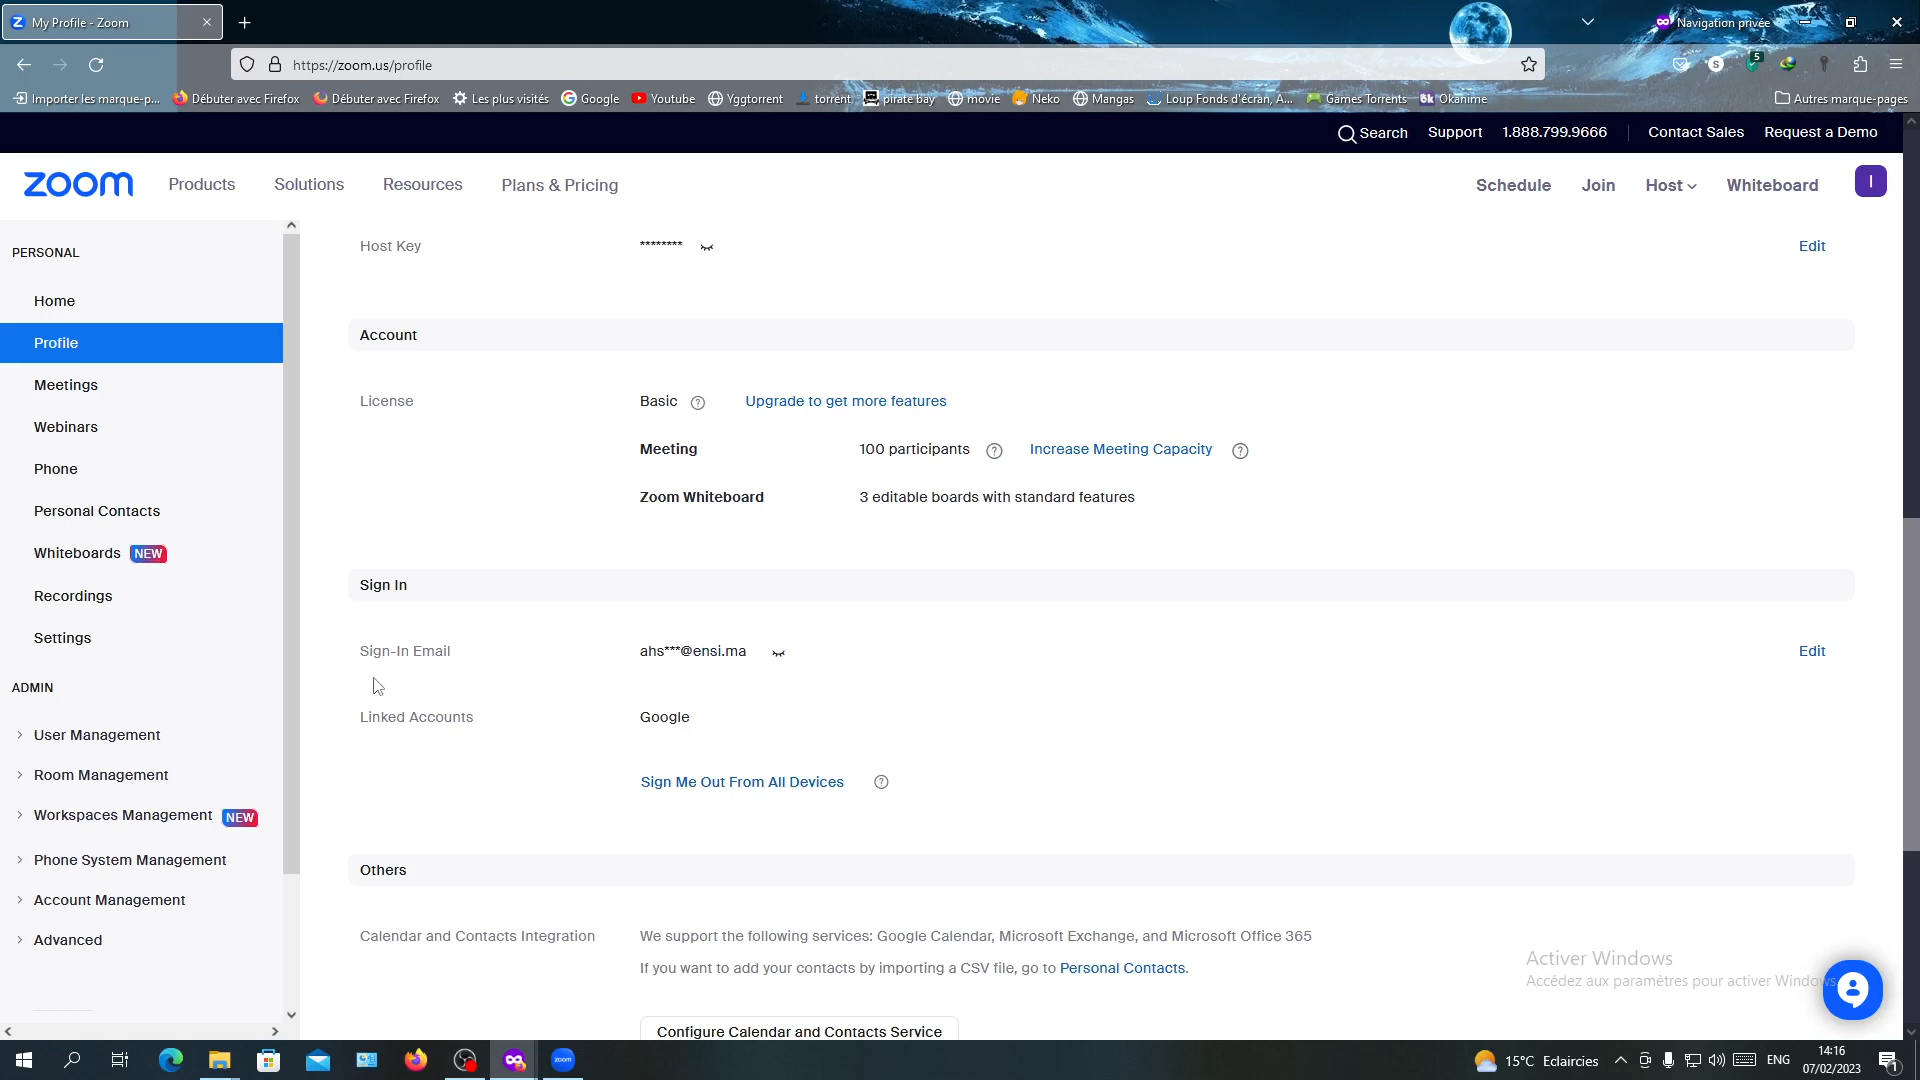 My Profile - Zoom
Navigation privée
https://zoom.us/profile
5
S
Importer les marque-p...
Débuter avec Firefox
Débuter avec Firefox
Les plus visités
Google
Youtube
Yggtorrent
torrent
pirate bay
movie
Neko
Mangas
Loup Fonds d'écran, A...
Games Torrents
Okanime
Autres marque-pages
Search
Support
1.888.799.9666
Contact Sales
Request a Demo
zoom
Products
Solutions
Resources
Plans & Pricing
Schedule
Join
Host
Whiteboard
I
PERSONAL
Home
Profile
Meetings
Webinars
Phone
Personal Contacts
Whiteboards NEW
Recordings
Settings
ADMIN
User Management
Room Management
Workspaces Management NEW
Phone System Management
Account Management
Advanced
Host Key ******** Edit
Account
License Basic Upgrade to get more features
Meeting 100 participants Increase Meeting Capacity
Zoom Whiteboard 3 editable boards with standard features
Sign In
Sign-In Email ahs***@ensi.ma Edit
Linked Accounts Google
Sign Me Out From All Devices
Others
Calendar and Contacts Integration We support the following services: Google Calendar, Microsoft Exchange, and Microsoft Office 365
If you want to add your contacts by importing a CSV file, go to Personal Contacts.
Configure Calendar and Contacts Service
Activer Windows
Accédez aux paramètres pour activer Windows
zoom
15°C Eclaircies
ENG
14:16
07/02/2023
1